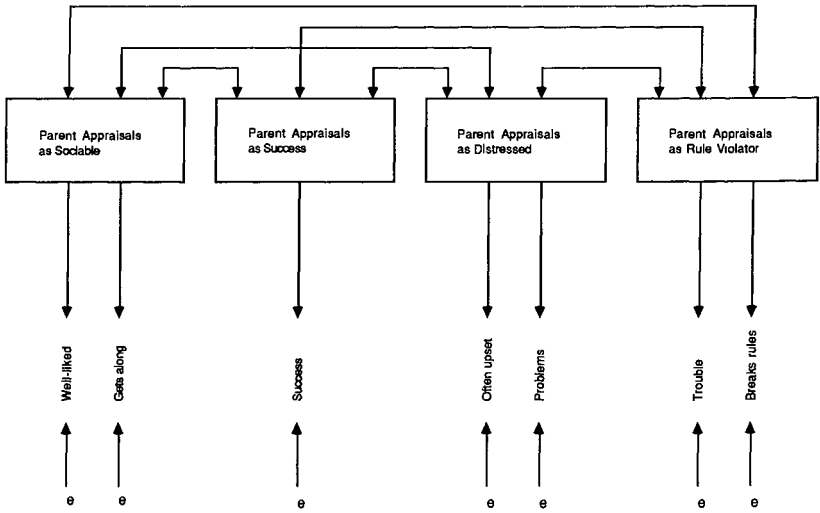 Parent Appraisals
as Sociable
Parent Appraisals
as Success
Parent Appraisals
as Distressed
Parent Appraisals
as Rule Violator
Well-liked
Gets along
Success
Often upset
Problems
Trouble
Breaks rules
e
e
e
e
e
e
e